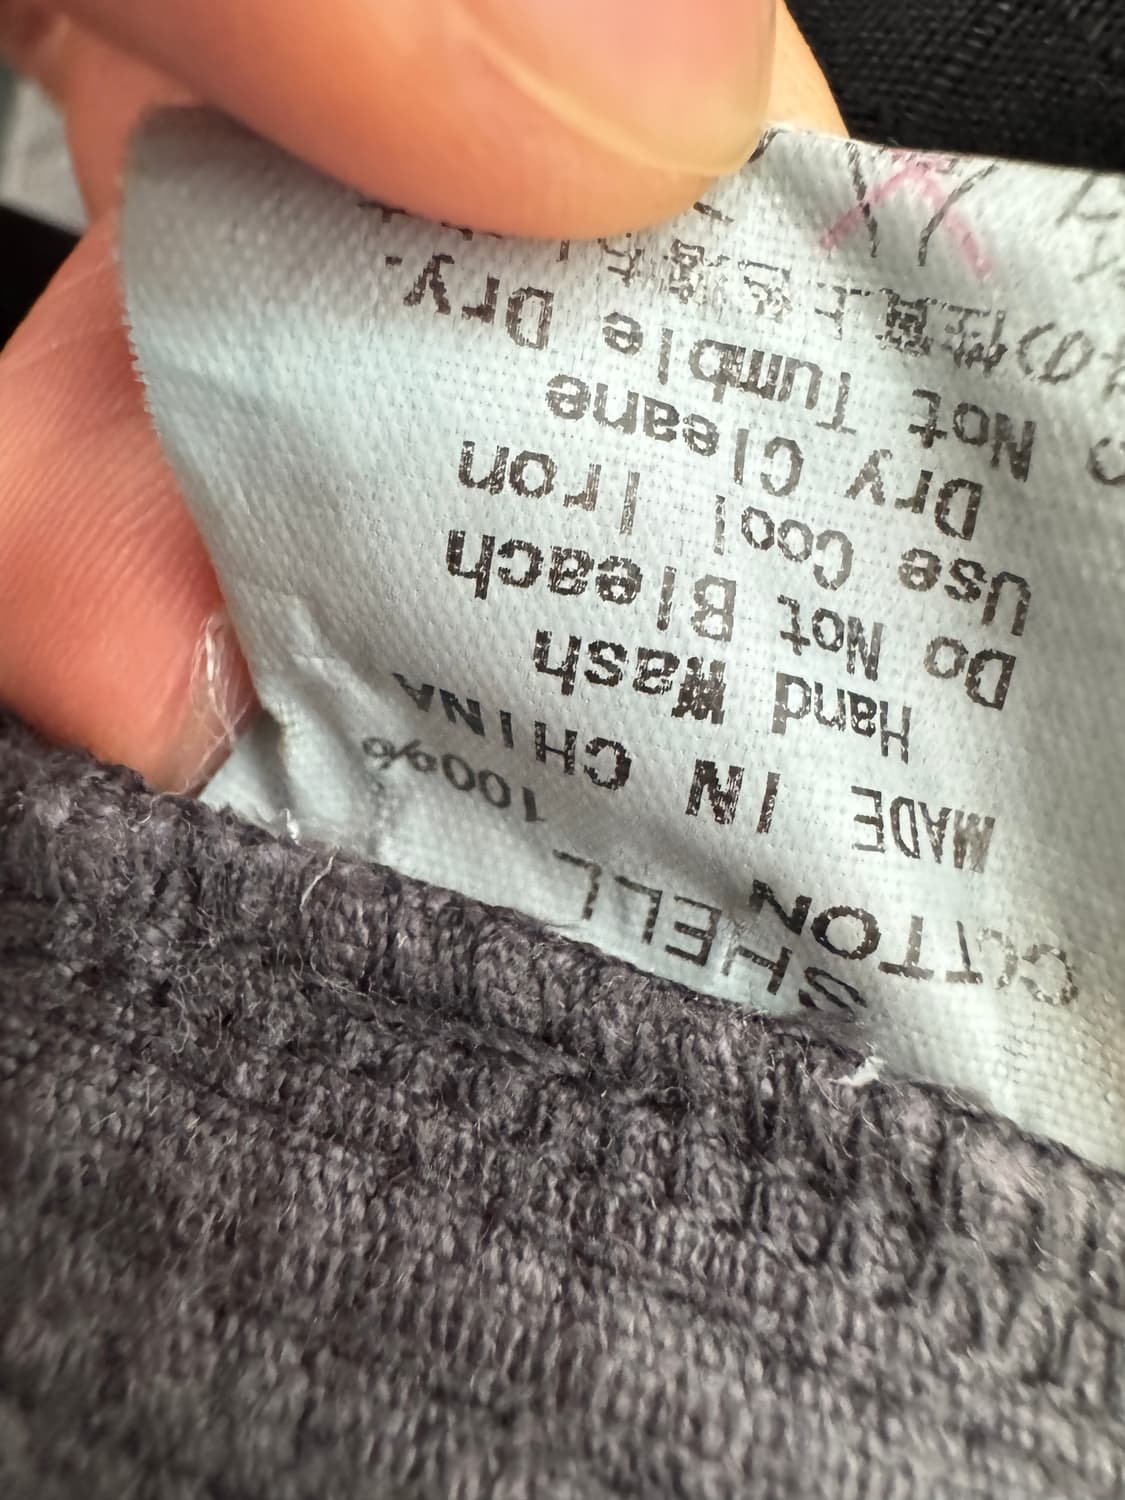 SHELL
100%
COTTON
MADE IN CHINA
Hand Wash
Do Not Bleach
Use Cool Iron
Dry Cleane
Not Tumble Dry.